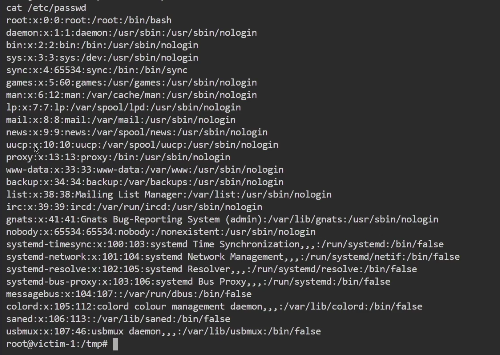 cat /etc/passwd
root:x:0:0:root:/root:/bin/bash
daemon:x:1:1:daemon:/usr/sbin:/usr/sbin/nologin
bin:x:2:2:bin:/bin:/usr/sbin/nologin
sys:x:3:3:sys:/dev:/usr/sbin/nologin
sync:x:4:65534:sync:/bin:/bin/sync
games:x:5:60:games:/usr/games:/usr/sbin/nologin
man:x:6:12:man:/var/cache/man:/usr/sbin/nologin
lp:x:7:7:lp:/var/spool/lpd:/usr/sbin/nologin
mail:x:8:8:mail:/var/mail:/usr/sbin/nologin
news:x:9:9:news:/var/spool/news:/usr/sbin/nologin
uucp:x:10:10:uucp:/var/spool/uucp:/usr/sbin/nologin
proxy:x:13:13:proxy:/bin:/usr/sbin/nologin
www-data:x:33:33:www-data:/var/www:/usr/sbin/nologin
backup:x:34:34:backup:/var/backups:/usr/sbin/nologin
list:x:38:38:Mailing List Manager:/var/list:/usr/sbin/nologin
irc:x:39:39:ircd:/var/run/ircd:/usr/sbin/nologin
gnats:x:41:41:Gnats Bug-Reporting System (admin):/var/lib/gnats:/usr/sbin/nologin
nobody:x:65534:65534:nobody:/nonexistent:/usr/sbin/nologin
systemd-timesync:x:100:103:systemd Time Synchronization,,,:/run/systemd:/bin/false
systemd-network:x:101:104:systemd Network Management,,,:/run/systemd/netif:/bin/false
systemd-resolve:x:102:105:systemd Resolver,,,:/run/systemd/resolve:/bin/false
systemd-bus-proxy:x:103:106:systemd Bus Proxy,,,:/run/systemd:/bin/false
messagebus:x:104:107::/var/run/dbus:/bin/false
colord:x:105:112:colord colour management daemon,,,:/var/lib/colord:/bin/false
saned:x:106:113::/var/lib/saned:/bin/false
usbmux:x:107:46:usbmux daemon,,,:/var/lib/usbmux:/bin/false
root@victim-1:/tmp#